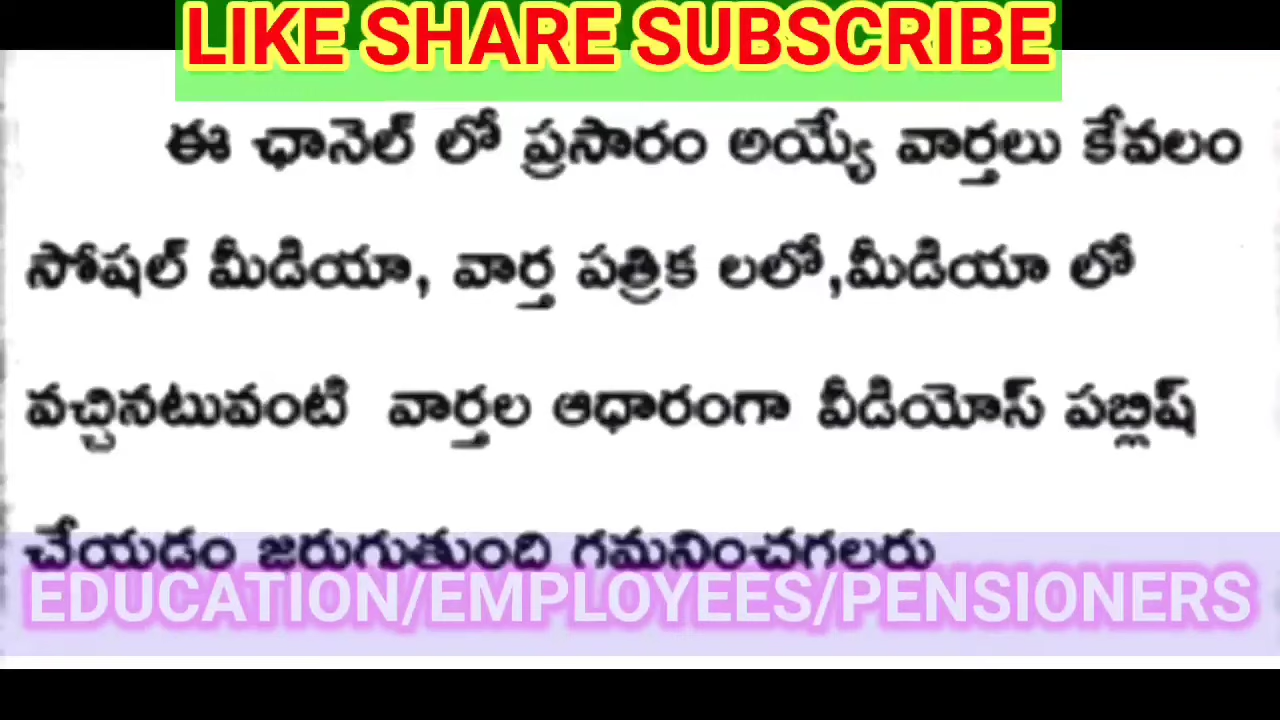 LIKE SHARE SUBSCRIBE
ఈ ఛానెల్ లో ప్రసారం అయ్యే వార్తలు కేవలం
సోషల్ మీడియా, వార్త పత్రిక లలో,మీడియా లో
వచ్చినటువంటి వార్తల ఆధారంగా వీడియోస్ పబ్లిష్
చేయడం జరుగుతుంది గమనించగలరు
EDUCATION/EMPLOYEES/PENSIONERS